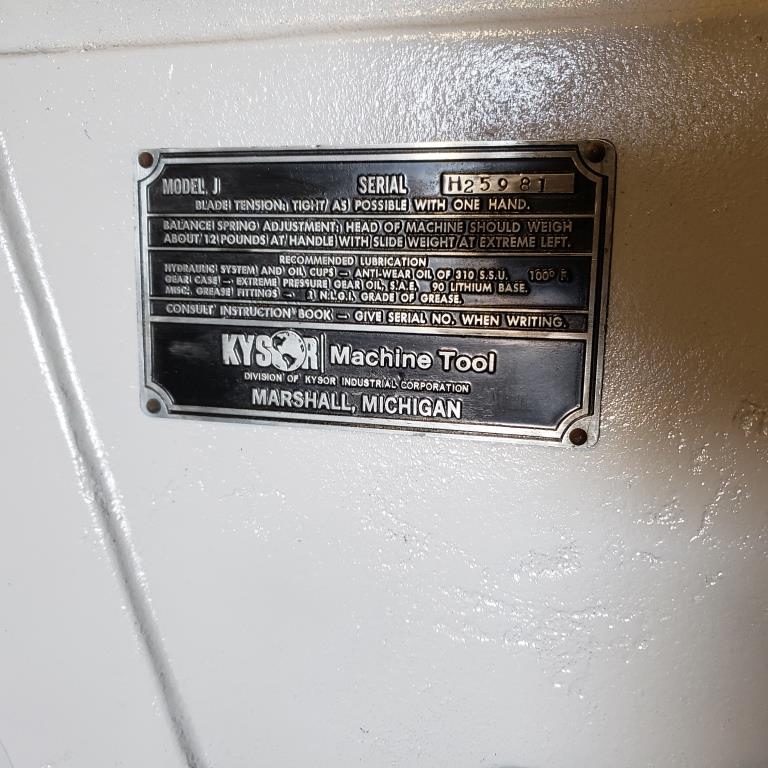 MODEL J SERIAL H25981
BLADE TENSION: TIGHT AS POSSIBLE WITH ONE HAND.
BALANCE SPRING ADJUSTMENT: HEAD OF MACHINE SHOULD WEIGH
ABOUT 12 POUNDS AT HANDLE WITH SLIDE WEIGHT AT EXTREME LEFT.
RECOMMENDED LUBRICATION
HYDRAULIC SYSTEM AND OIL CUPS — ANTI-WEAR OIL OF 310 S.S.U. 100° F.
GEAR CASE — EXTREME PRESSURE GEAR OIL, S.A.E. 90 LITHIUM BASE.
MISC. GREASE FITTINGS — 1 N.L.G.I. GRADE OF GREASE.
CONSULT INSTRUCTION BOOK — GIVE SERIAL NO. WHEN WRITING.
KYSOR Machine Tool
DIVISION OF KYSOR INDUSTRIAL CORPORATION
MARSHALL, MICHIGAN